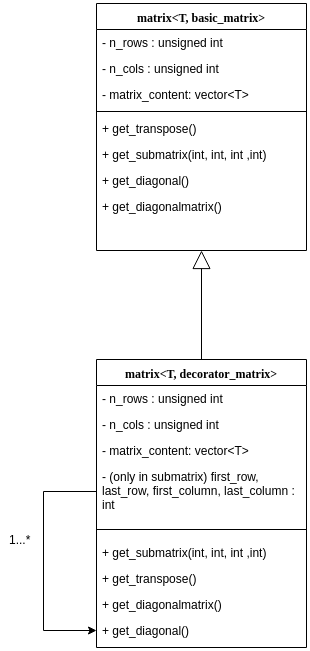 matrix<T, basic_matrix>
- n_rows : unsigned int
- n_cols : unsigned int
- matrix_content: vector<T>
+ get_transpose()
+ get_submatrix(int, int, int ,int)
+ get_diagonal()
+ get_diagonalmatrix()
matrix<T, decorator_matrix>
- n_rows : unsigned int
- n_cols : unsigned int
- matrix_content: vector<T>
- (only in submatrix) first_row,
last_row, first_column, last_column :
int
1...*
+ get_submatrix(int, int, int ,int)
+ get_transpose()
+ get_diagonalmatrix()
+ get_diagonal()